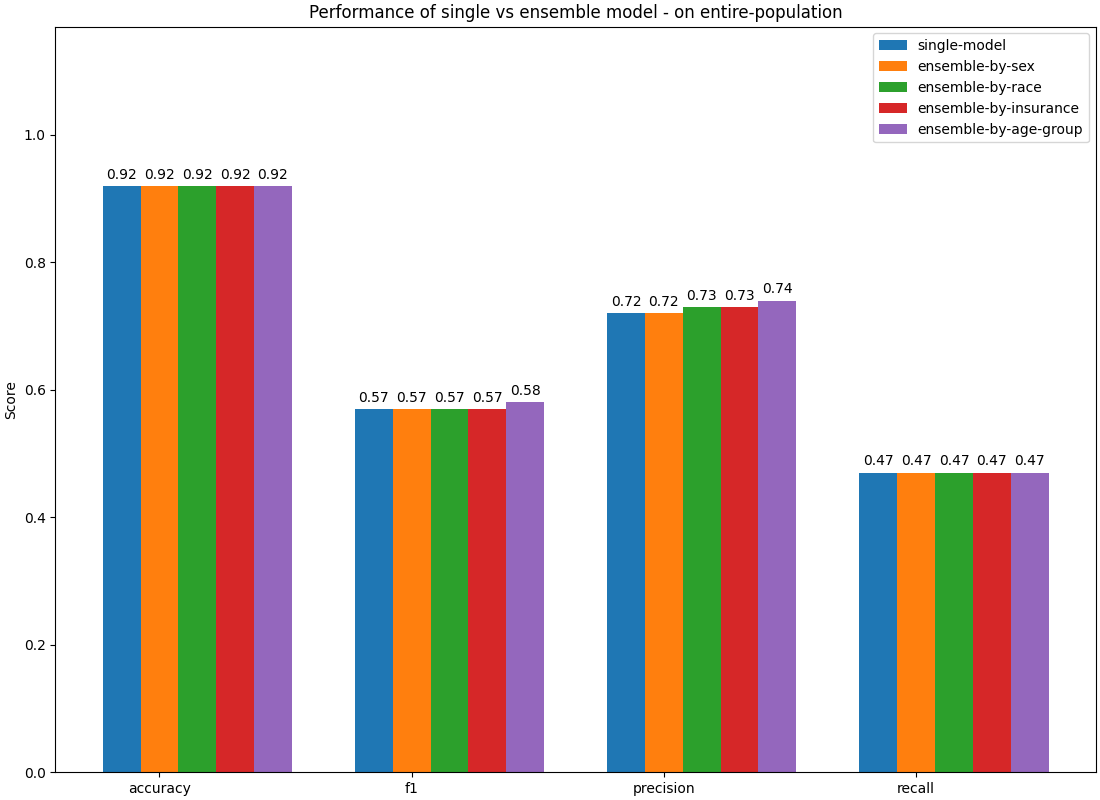 Performance of single vs ensemble model - on entire-population
single-model
ensemble-by-sex
ensemble-by-race
ensemble-by-insurance
ensemble-by-age-group
Score
1.0
0.8
0.6
0.4
0.2
0.0
0.92 0.92 0.92 0.92 0.92
0.57 0.57 0.57 0.57 0.58
0.72 0.72 0.73 0.73 0.74
0.47 0.47 0.47 0.47 0.47
accuracy f1 precision recall